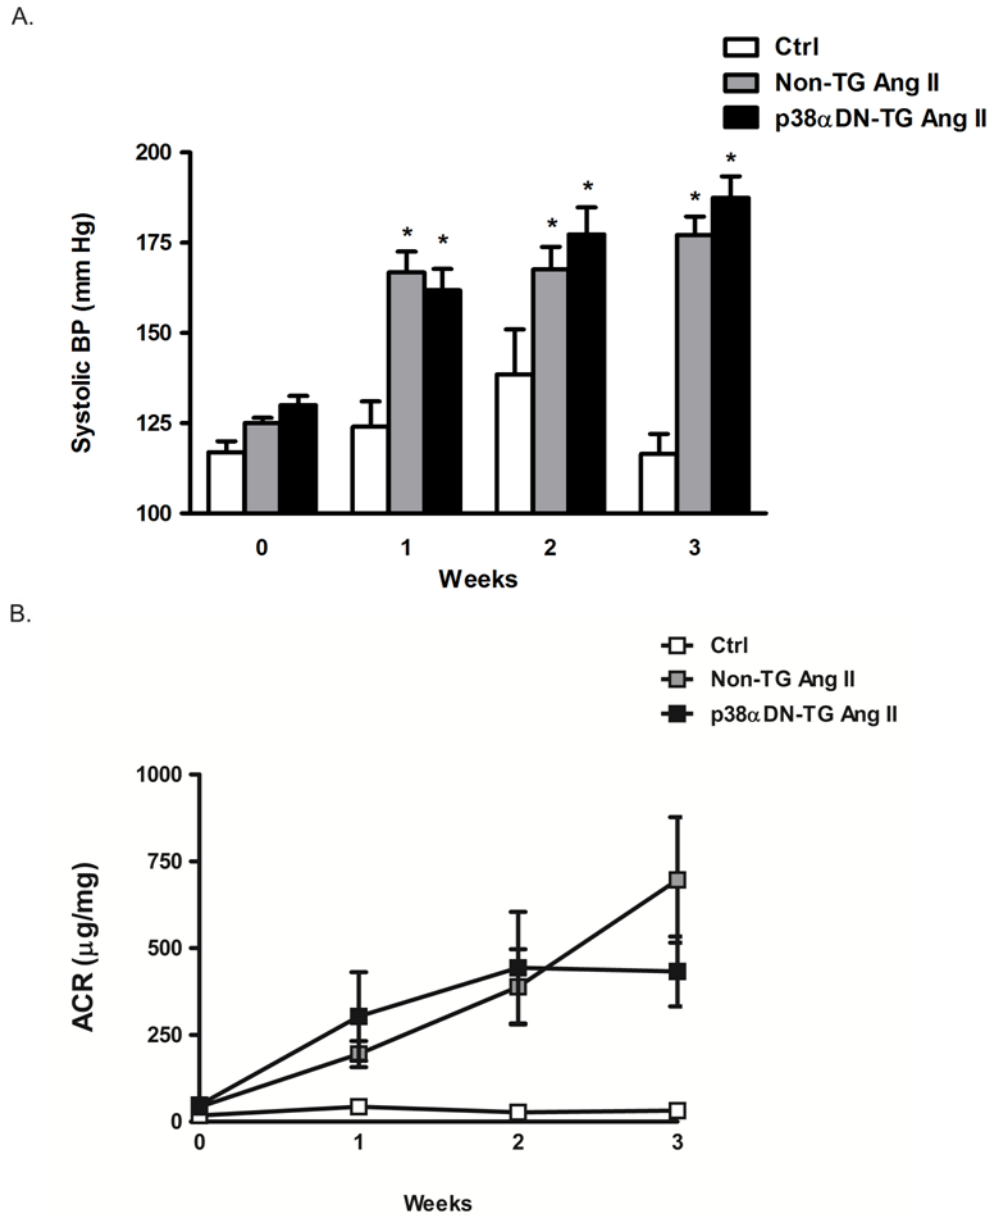 A.
Ctrl
Non-TG Ang II
p38αDN-TG Ang II
200
175
150
125
100
Systolic BP (mm Hg)
* * * * * *
0 1 2 3
Weeks
B.
Ctrl
Non-TG Ang II
p38αDN-TG Ang II
1000
750
500
250
0
ACR (μg/mg)
0 1 2 3
Weeks